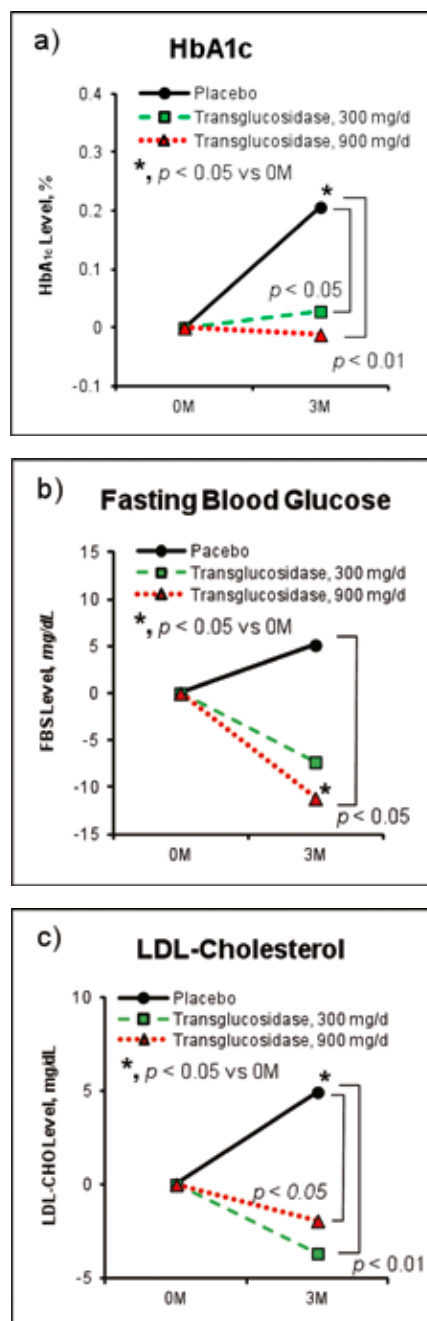 a) HbA1c
Placebo
Transglucosidase, 300 mg/d
Transglucosidase, 900 mg/d
*, p < 0.05 vs 0M
0.4
0.3
0.2
0.1
0
-0.1
HbA1c Level, %
*
p < 0.05
p < 0.01
0M 3M
b) Fasting Blood Glucose
Pacebo
Transglucosidase, 300 mg/d
Transglucosidase, 900 mg/d
*, p < 0.05 vs 0M
15
10
5
0
-5
-10
-15
FBS Level, mg/dL
*
p < 0.05
0M 3M
c) LDL-Cholesterol
Placebo
Transglucosidase, 300 mg/d
Transglucosidase, 900 mg/d
*, p < 0.05 vs 0M
10
5
0
-5
LDL-CHO Level, mg/dL
*
p < 0.05
p < 0.01
0M 3M